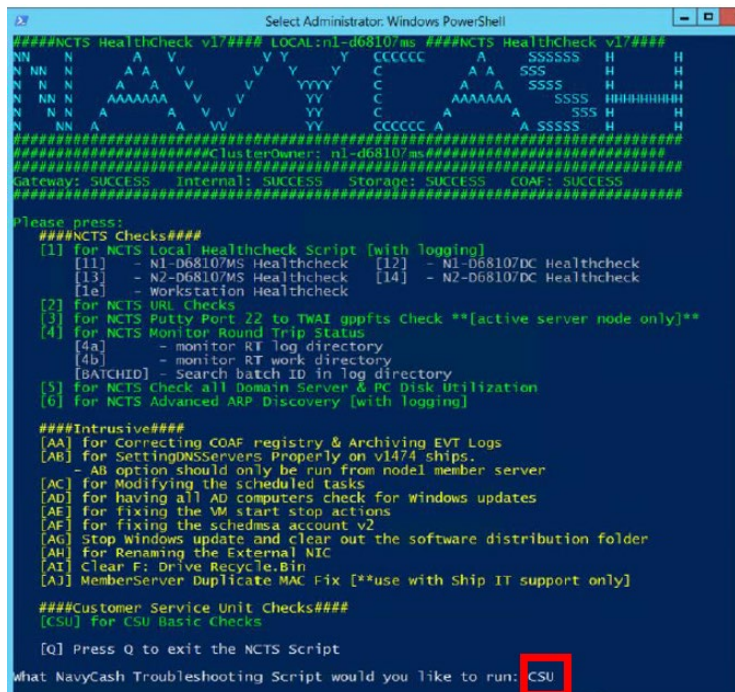 Select Administrator: Windows PowerShell
#####NCTS HealthCheck v17#### LOCAL:n1-d68107ms ####NCTS HealthCheck v17####
NAVYCASH
######################ClusterOwner: n1-d68107ms###########################
Gateway: SUCCESS Internal: SUCCESS Storage: SUCCESS COAF: SUCCESS
Please press:
####NCTS Checks####
[1] for NCTS Local Healthcheck Script [with logging]
[11] - N1-D68107MS Healthcheck [12] - N1-D68107DC Healthcheck
[13] - N2-D68107MS Healthcheck [14] - N2-D68107DC Healthcheck
[1e] - Workstation Healthcheck
[2] for NCTS URL Checks
[3] for NCTS Putty Port 22 to TWAI gppfts Check **[active server node only]**
[4] for NCTS Monitor Round Trip Status
[4a] - monitor RT log directory
[4b] - monitor RT work directory
[BATCHID] - Search batch ID in log directory
[5] for NCTS Check all Domain Server & PC Disk Utilization
[6] for NCTS Advanced ARP Discovery [with logging]
####Intrusive####
[AA] for Correcting COAF registry & Archiving EVT Logs
[AB] for SettingDNSServers Properly on v1474 ships.
- AB option should only be run from node1 member server
[AC] for Modifying the scheduled tasks
[AD] for having all AD computers check for Windows updates
[AE] for fixing the VM start stop actions
[AF] for fixing the schedmsa account v2
[AG] Stop Windows update and clear out the software distribution folder
[AH] for Renaming the External NIC
[AI] Clear F: Drive Recycle.Bin
[AJ] MemberServer Duplicate MAC Fix [**use with Ship IT support only]
####Customer Service Unit Checks####
[CSU] for CSU Basic Checks
[Q] Press Q to exit the NCTS Script
What NavyCash Troubleshooting Script would you like to run: CSU